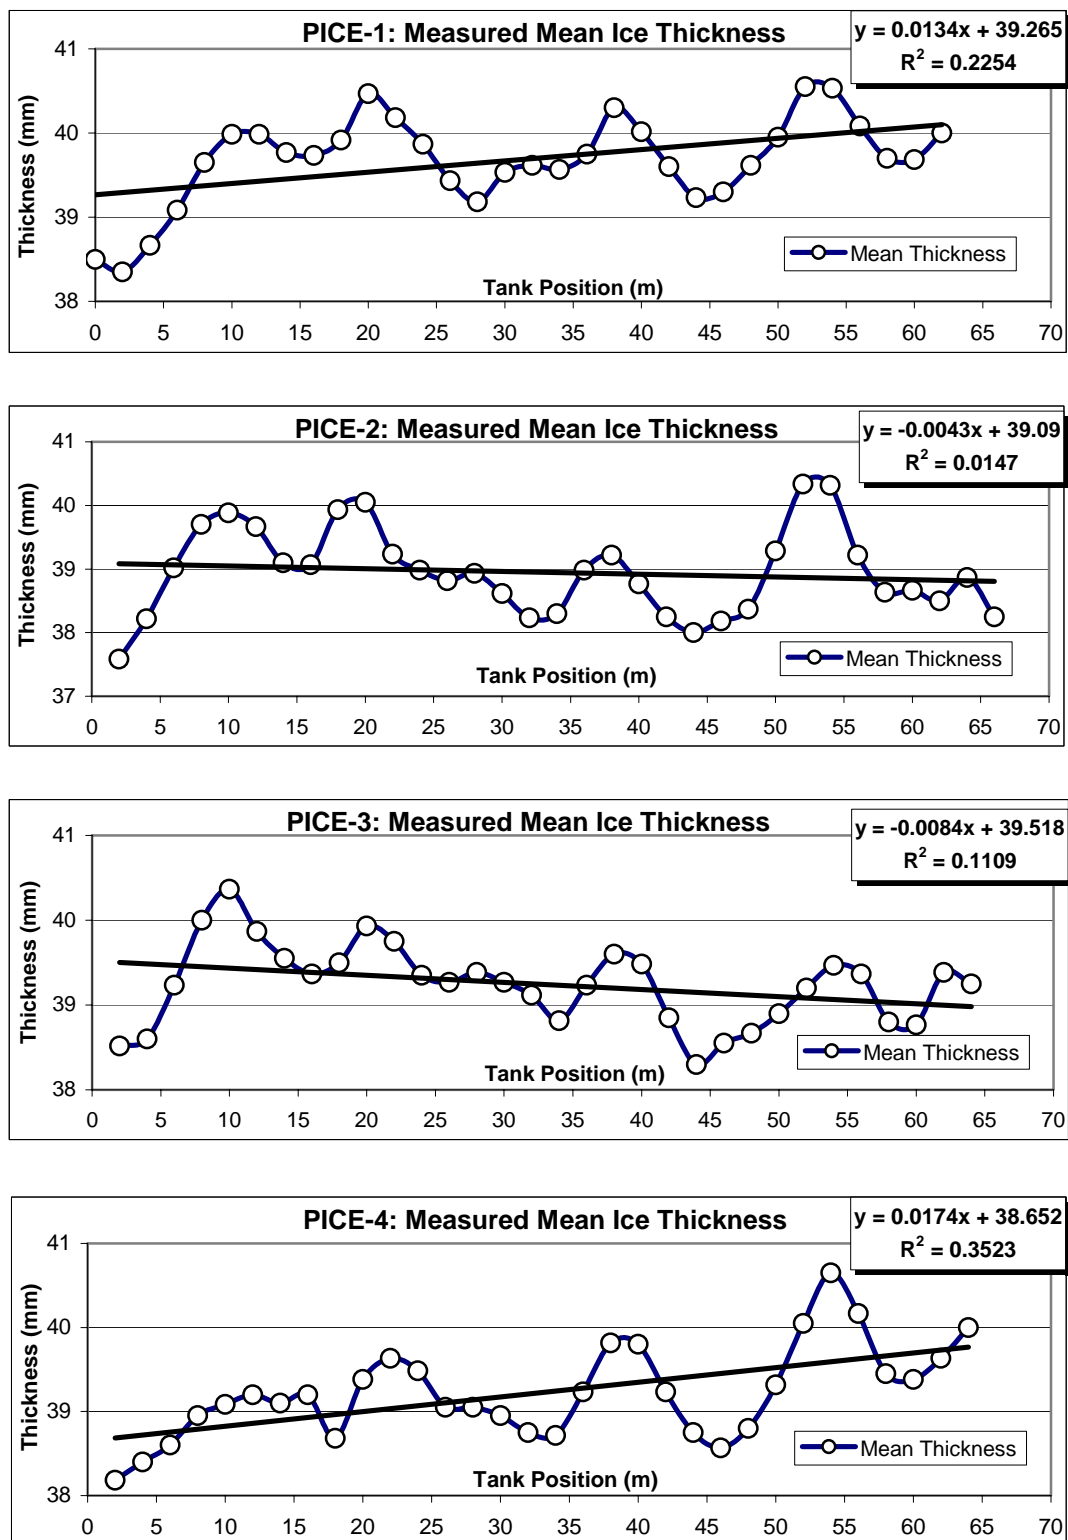 PICE-1: Measured Mean Ice Thickness
y = 0.0134x + 39.265
R² = 0.2254
Thickness (mm)
41
40
39
38
Mean Thickness
Tank Position (m)
0 5 10 15 20 25 30 35 40 45 50 55 60 65 70
PICE-2: Measured Mean Ice Thickness
y = -0.0043x + 39.09
R² = 0.0147
Thickness (mm)
41
40
39
38
37
Mean Thickness
Tank Position (m)
0 5 10 15 20 25 30 35 40 45 50 55 60 65 70
PICE-3: Measured Mean Ice Thickness
y = -0.0084x + 39.518
R² = 0.1109
Thickness (mm)
41
40
39
38
Mean Thickness
Tank Position (m)
0 5 10 15 20 25 30 35 40 45 50 55 60 65 70
PICE-4: Measured Mean Ice Thickness
y = 0.0174x + 38.652
R² = 0.3523
Thickness (mm)
41
40
39
38
Mean Thickness
Tank Position (m)
0 5 10 15 20 25 30 35 40 45 50 55 60 65 70